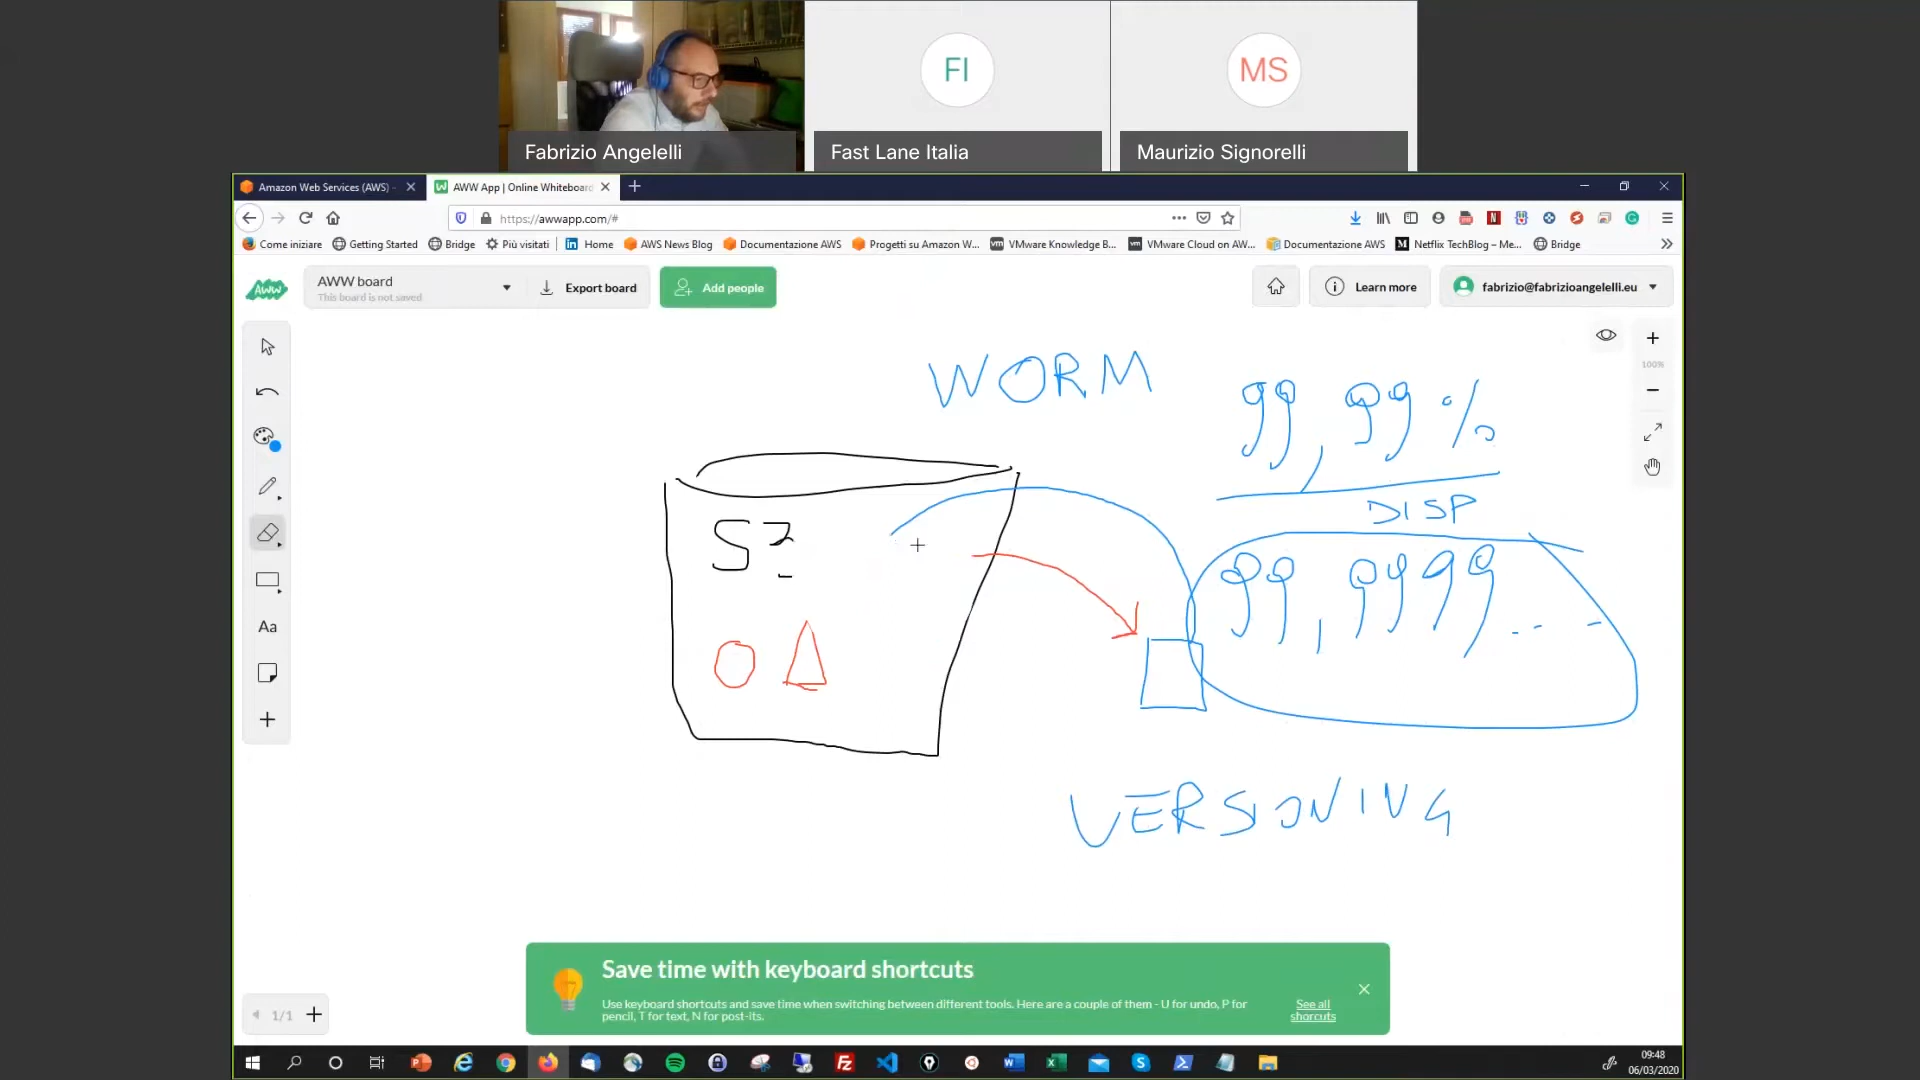 FI
MS
Fabrizio Angelelli
Fast Lane Italia
Maurizio Signorelli
Amazon Web Services (AWS) -
AWW App | Online Whiteboard
https://awwapp.com/#
Come iniziare
Getting Started
Bridge
Più visitati
Home
AWS News Blog
Documentazione AWS
Progetti su Amazon W...
VMware Knowledge B...
VMware Cloud on AW...
Documentazione AWS
Netflix TechBlog – Me...
Bridge
AWW
AWW board
This board is not saved
Export board
Add people
Learn more
fabrizio@fabrizioangelelli.eu
100%
WORM
99,99 %
DISP
S3
99,9999... -
VERSIONING
Aa
Save time with keyboard shortcuts
Use keyboard shortcuts and save time when switching between different tools. Here are a couple of them - U for undo, P for
pencil, T for text, N for post-its.
See all
shorcuts
1/1
09:48
06/03/2020